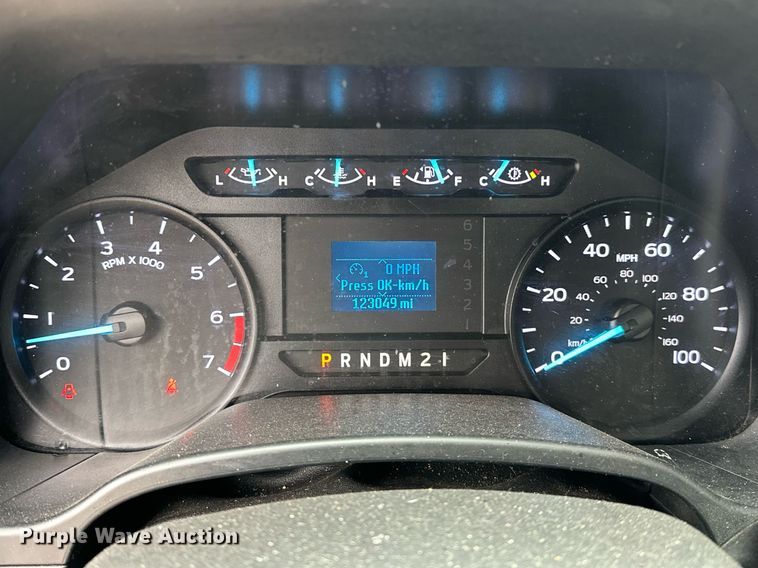 L H C H E F C H
6
5
4
3
2
1
0 MPH
Press OK-km/h
123049 mi
0 1 2 3 4 5 6 7
RPM X 1000
0 20 40 60 80 100
MPH
20 40 60 80 100 120 140 160
km/h
P R N D M 2 1
Purple Wave Auction
®